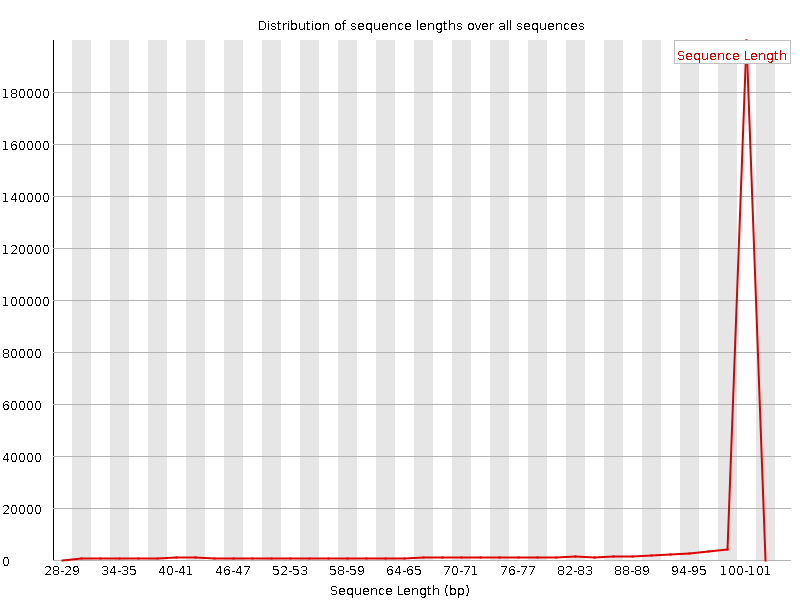 Distribution of sequence lengths over all sequences
Sequence Length
180000
160000
140000
120000
100000
80000
60000
40000
20000
0
28-29 34-35 40-41 46-47 52-53 58-59 64-65 70-71 76-77 82-83 88-89 94-95 100-101
Sequence Length (bp)